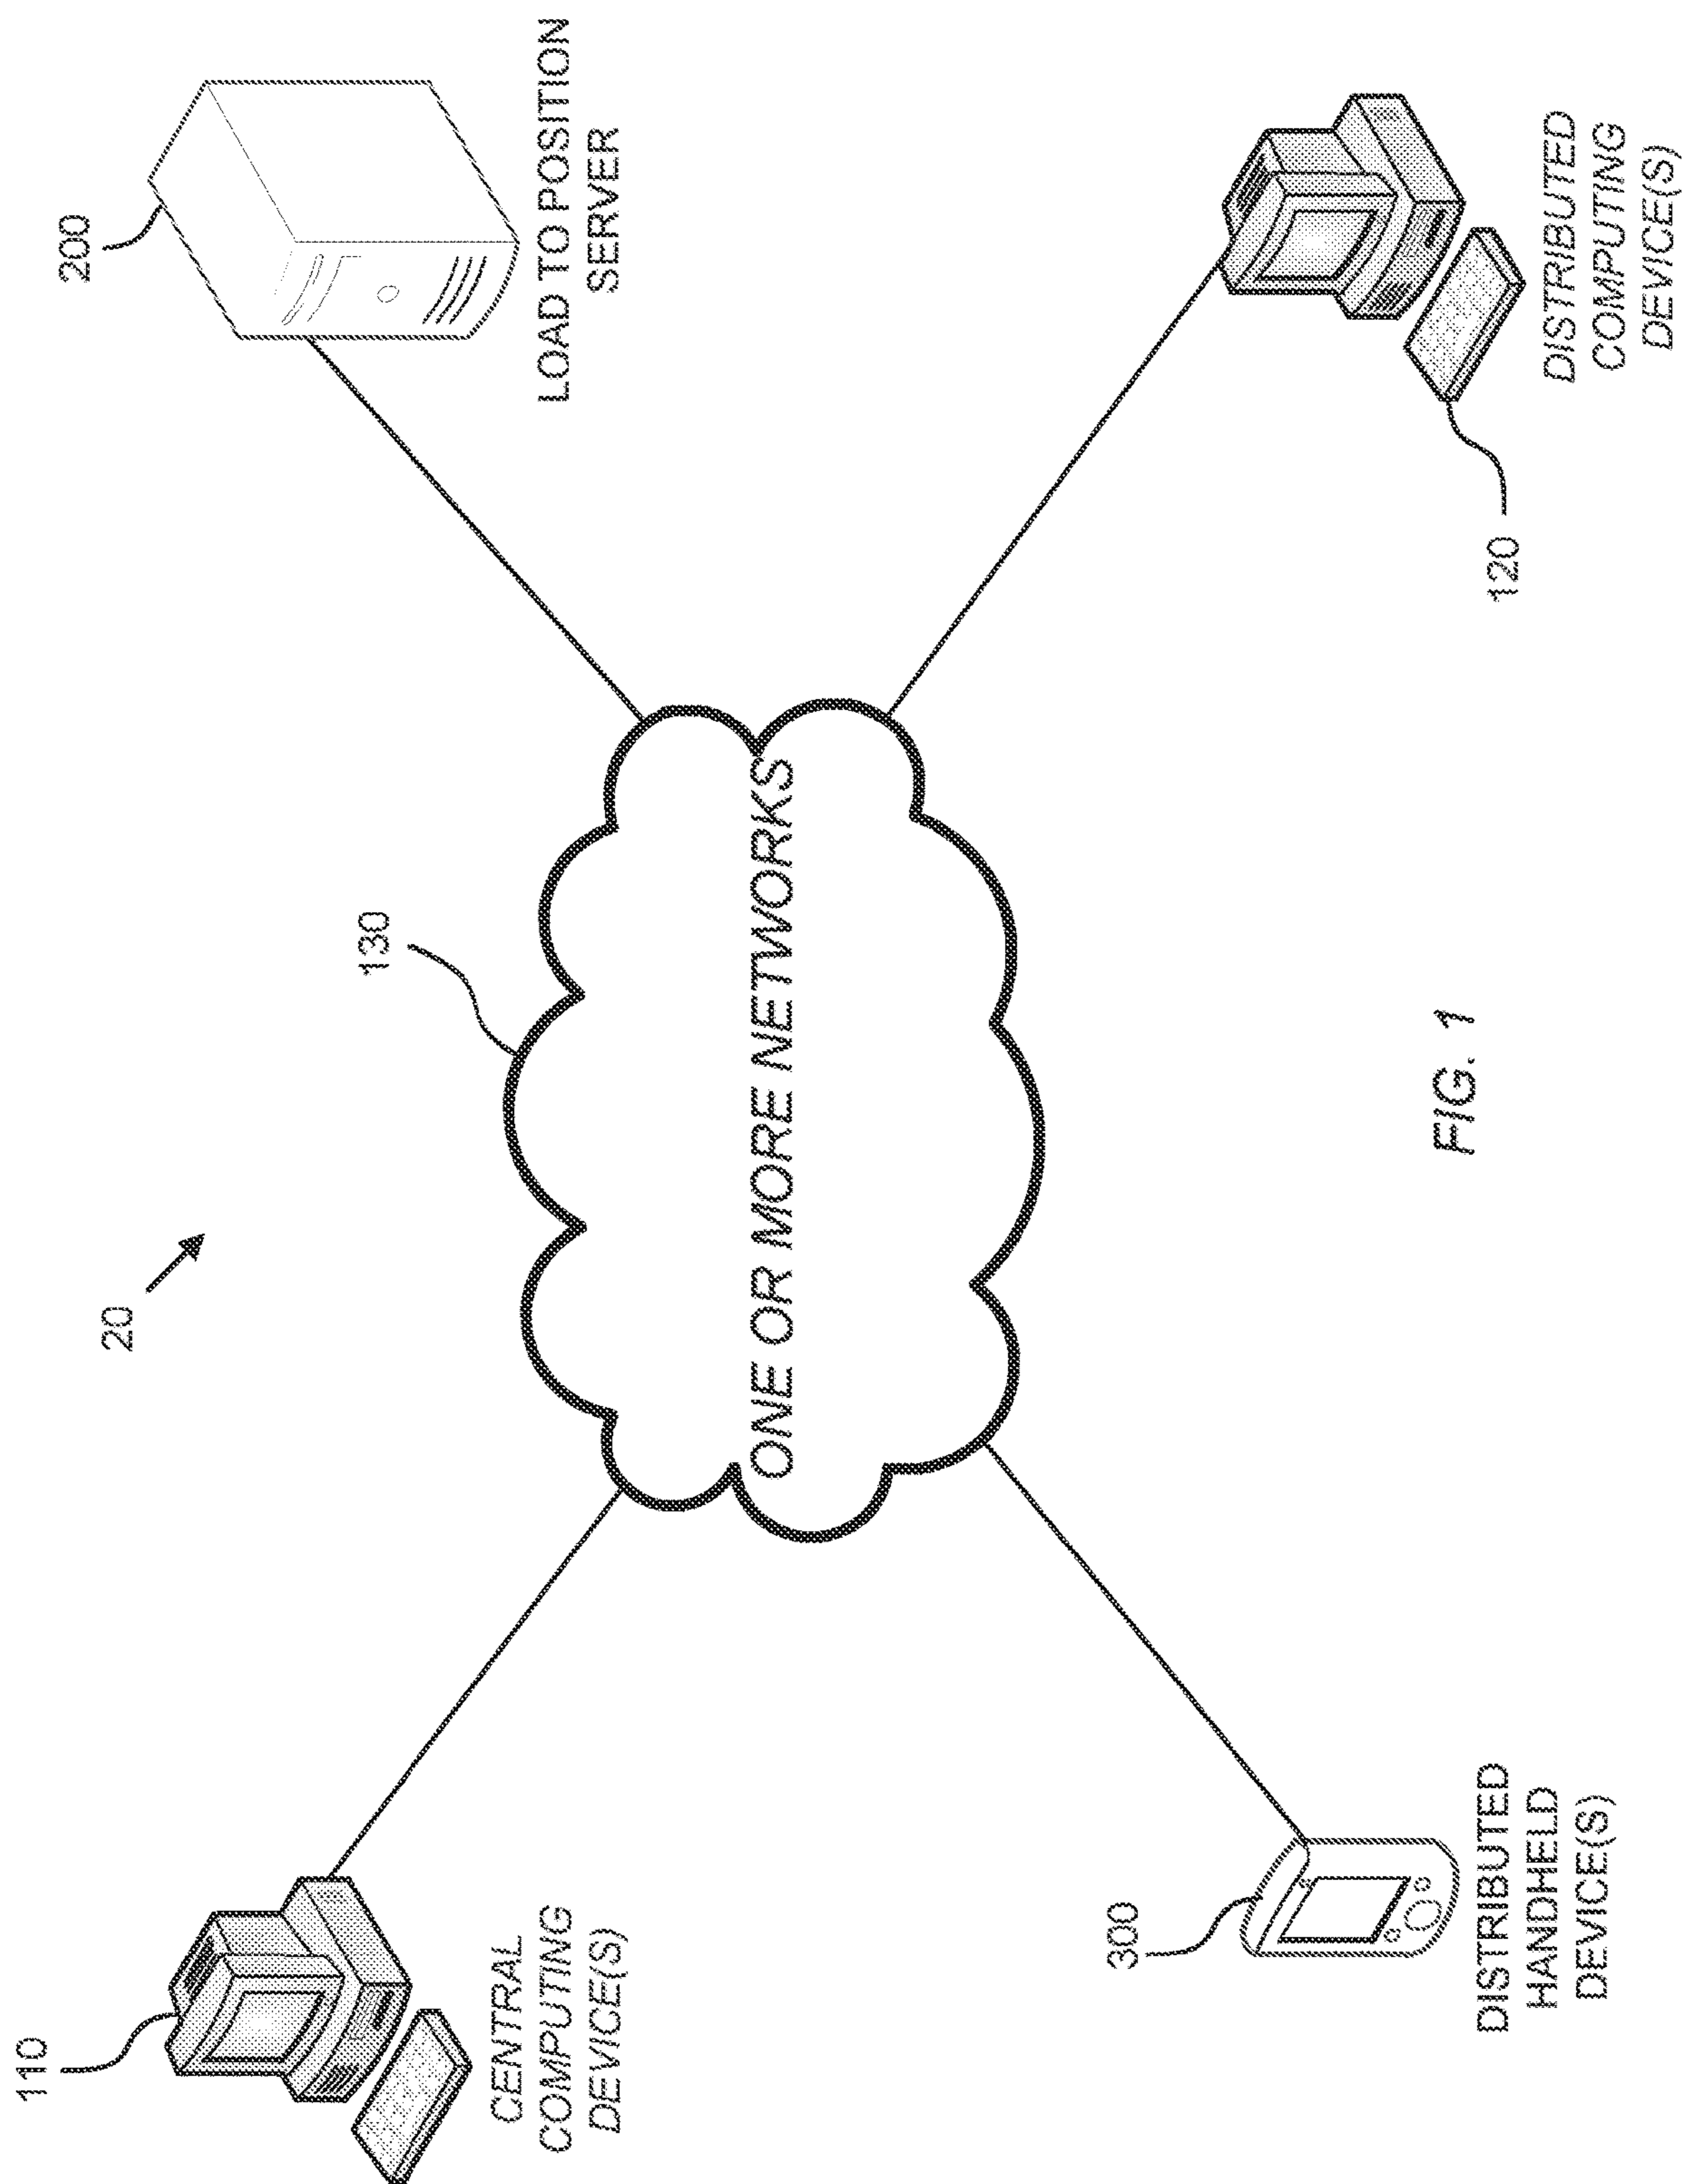 20
110
CENTRAL
COMPUTING
DEVICE(S)
130
200
LOAD TO POSITION
SERVER
ONE OR MORE NETWORKS
300
DISTRIBUTED
HANDHELD
DEVICE(S)
120
DISTRIBUTED
COMPUTING
DEVICE(S)
FIG. 1